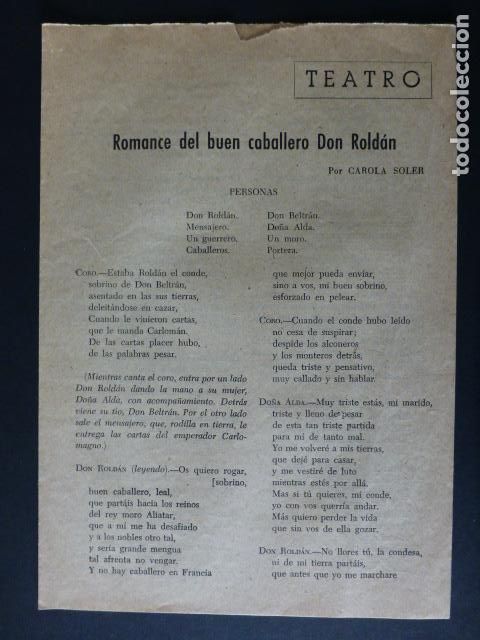 TEATRO
Romance del buen caballero Don Roldán
Por CAROLA SOLER
PERSONAS
Don Roldán.
Mensajero.
Un guerrero.
Caballeros.
Don Beltrán.
Doña Alda.
Un moro.
Portera.
CORO.—Estaba Roldán el conde,
sobrino de Don Beltrán,
asentado en las sus tierras,
deleitándose en cazar,
Cuando le vinieron cartas,
que le manda Carlomán.
De las cartas placer hubo,
de las palabras pesar.
(Mientras canta el coro, entra por un lado
Don Roldán dando la mano a su mujer,
Doña Alda, con acompañamiento. Detrás
viene su tío, Don Beltrán. Por el otro lado
sale el mensajero, que, rodilla en tierra, le
entrega las cartas del emperador Carlo-
magno.)
DON ROLDÁN (leyendo).—Os quiero rogar,
[sobrino,
buen caballero, leal,
que partáis hacia los reinos
del rey moro Aliatar,
que a mí me ha desafiado
y a los nobles otro tal,
y sería grande mengua
tal afrenta no vengar.
Y no hay caballero en Francia
que mejor pueda enviar,
sino a vos, mi buen sobrino,
esforzado en pelear.
CORO.—Cuando el conde hubo leído
no cesa de suspirar;
despide los alconeros
y los monteros detrás,
queda triste y pensativo,
muy callado y sin hablar.
DOÑA ALDA.—Muy triste estás, mi marido,
triste y lleno de pesar
de esta tan triste partida
para mí de tanto mal.
Yo me volveré a mis tierras,
que dejé para casar,
y me vestiré de luto
mientras estés por allá.
Mas si tú quieres, mi conde,
yo con vos querría andar.
Más quiero perder la vida
que sin vos de ella gozar.
DON ROLDÁN.—No llores tú, la condesa,
ni de mi tierra partáis,
que antes que yo me marchare
todocoleccion